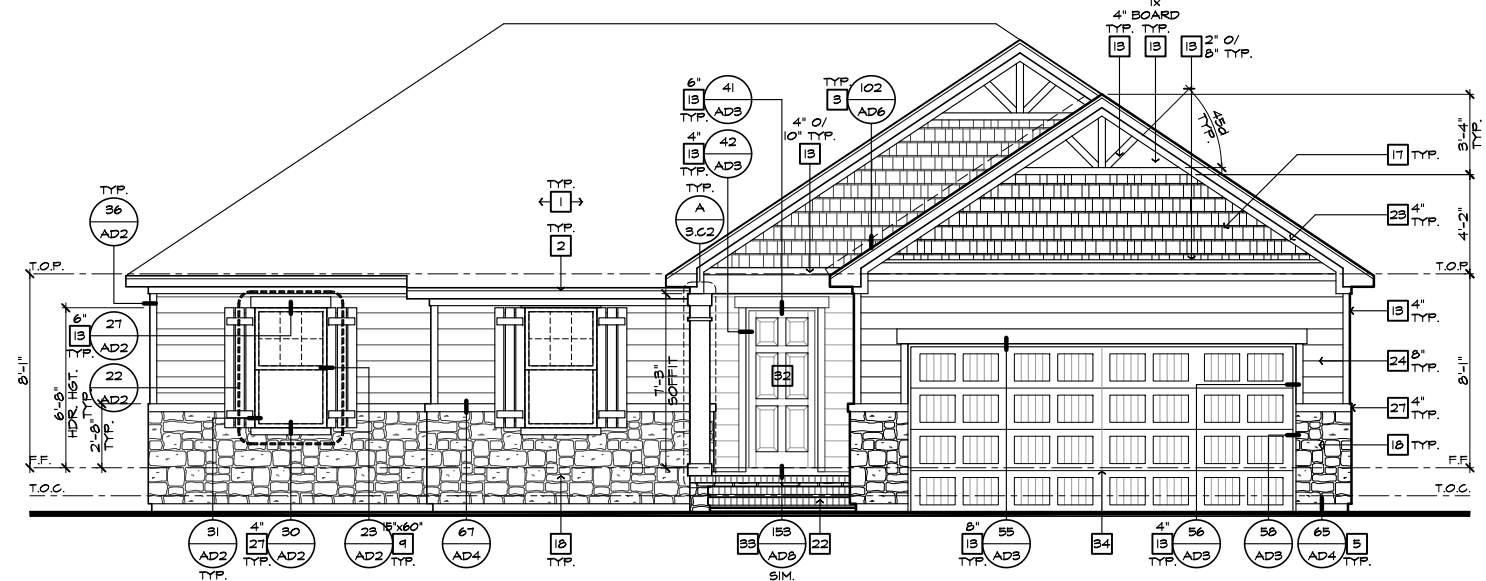 1x
4" BOARD
TYP. TYP.
13 13 13 2" O/
8" TYP.
6"
13
TYP.
41
AD3
TYP.
3
102
AD6
4" O/
10" TYP.
13
4"
13
TYP.
42
AD3
45d
TYP.
3'-4"
TYP.
17 TYP.
TYP.
36
AD2
TYP.
1
TYP.
2
TYP.
A
3.C2
23 4"
TYP.
4'-2"
T.O.P.
T.O.P.
6"
13
TYP.
27
AD2
22
AD2
8'-1"
6'-8"
HDR. HGT.
2'-8"
TYP.
7'-3"
SOFFIT
32
13 4"
TYP.
24 8"
TYP.
8'-1"
27 4"
TYP.
18 TYP.
F.F.
F.F.
T.O.C.
T.O.C.
31
AD2
TYP.
4"
27
TYP.
30
AD2
23
AD2
15"x60"
9
TYP.
67
AD4
18
TYP.
33
153
AD8
SIM.
22
8"
13
TYP.
55
AD3
34
4"
13
TYP.
56
AD3
58
AD3
65
AD4
5
TYP.